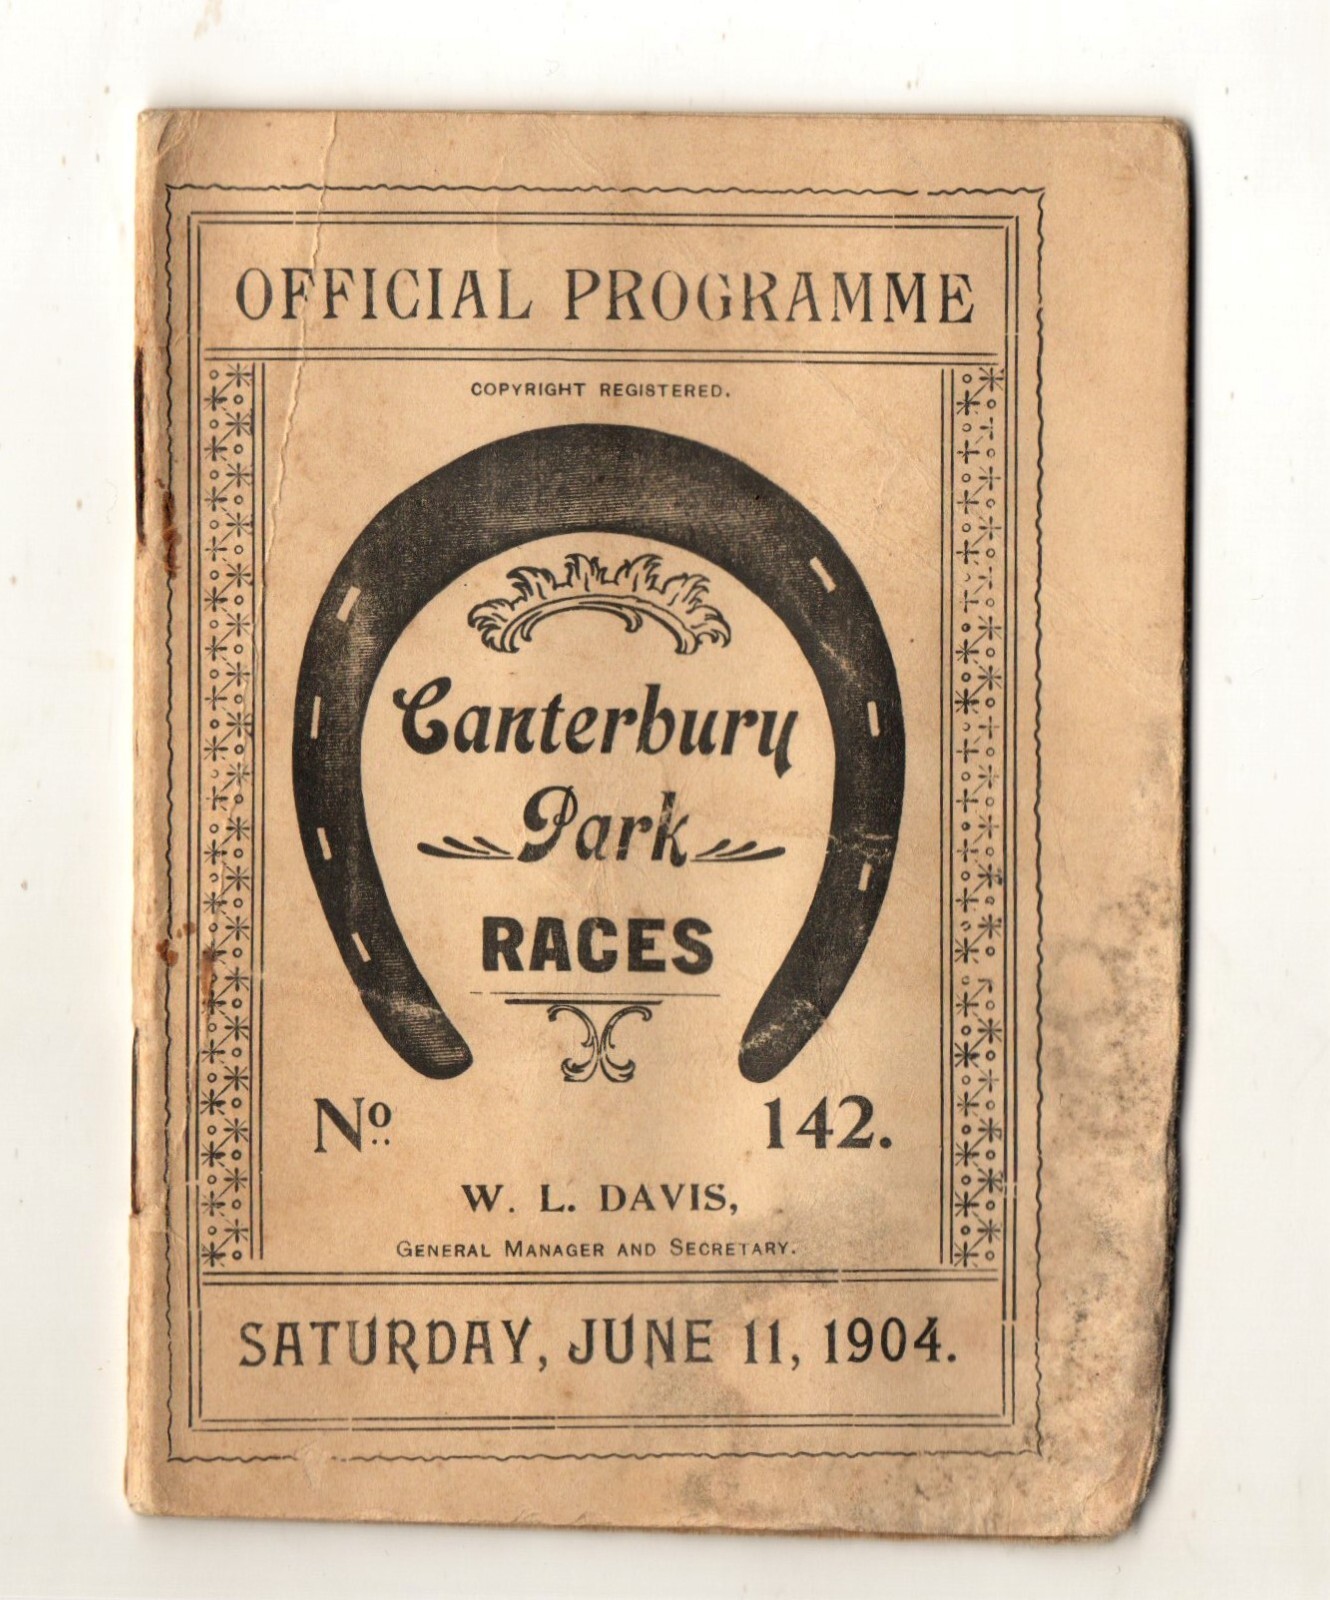 OFFICIAL PROGRAMME
COPYRIGHT REGISTERED.
Canterbury
Park
RACES
No. 142.
W. L. DAVIS,
GENERAL MANAGER AND SECRETARY.
SATURDAY, JUNE 11, 1904.